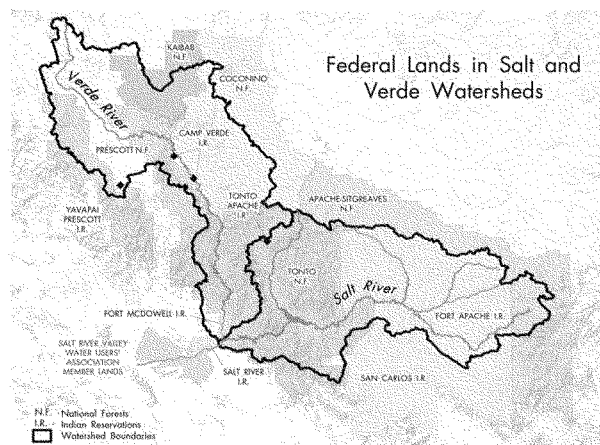 Federal Lands in Salt and
Verde Watersheds
KAIBAB
N.F.
COCONINO
N.F.
Verde River
CAMP VERDE
I.R.
PRESCOTT N.F.
YAVAPAI
PRESCOTT
I.R.
TONTO
APACHE
I.R.
APACHE-SITGREAVES
N.F.
TONTO
N.F.
Salt River
FORT MCDOWELL I.R.
FORT APACHE I.R.
SALT RIVER VALLEY
WATER USERS'
ASSOCIATION
MEMBER LANDS
SALT RIVER
I.R.
SAN CARLOS I.R.
N.F. - National Forests
I.R. - Indian Reservations
Watershed Boundaries